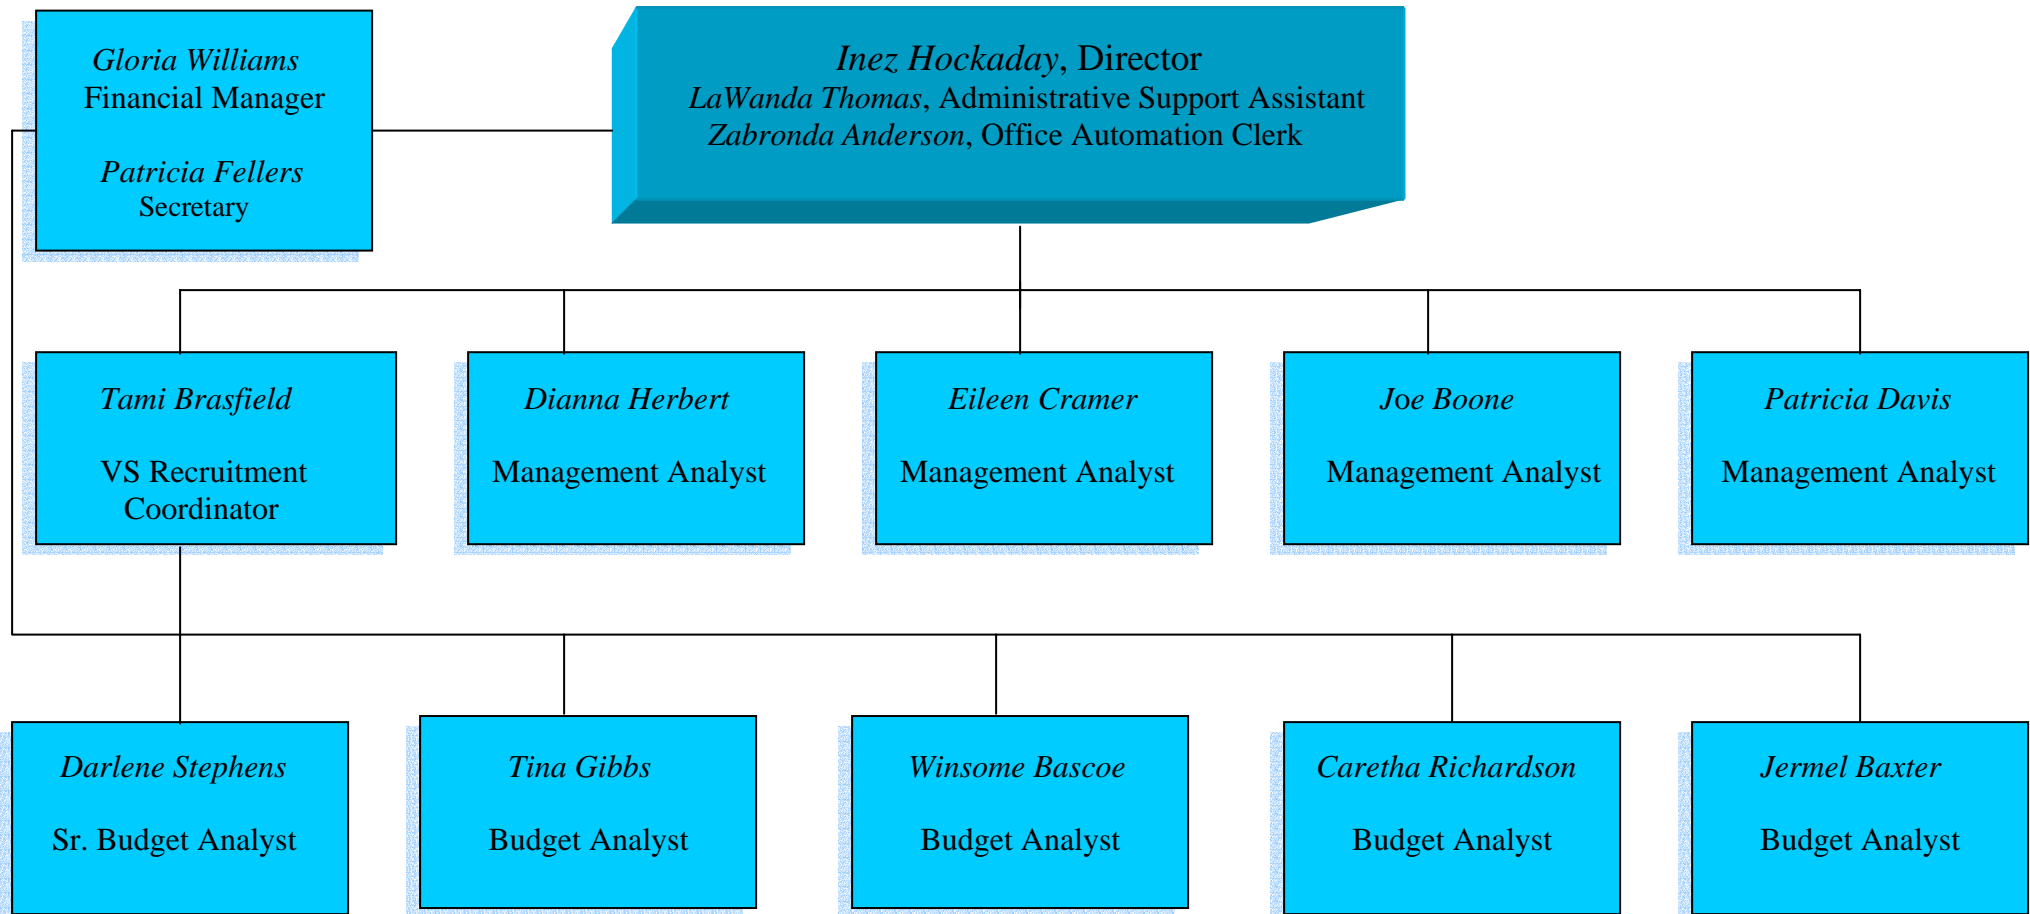 Gloria Williams
Financial Manager
Patricia Fellers
Secretary
Inez Hockaday, Director
LaWanda Thomas, Administrative Support Assistant
Zabronda Anderson, Office Automation Clerk
Tami Brasfield
VS Recruitment
Coordinator
Dianna Herbert
Management Analyst
Eileen Cramer
Management Analyst
Joe Boone
Management Analyst
Patricia Davis
Management Analyst
Darlene Stephens
Sr. Budget Analyst
Tina Gibbs
Budget Analyst
Winsome Bascoe
Budget Analyst
Caretha Richardson
Budget Analyst
Jermel Baxter
Budget Analyst